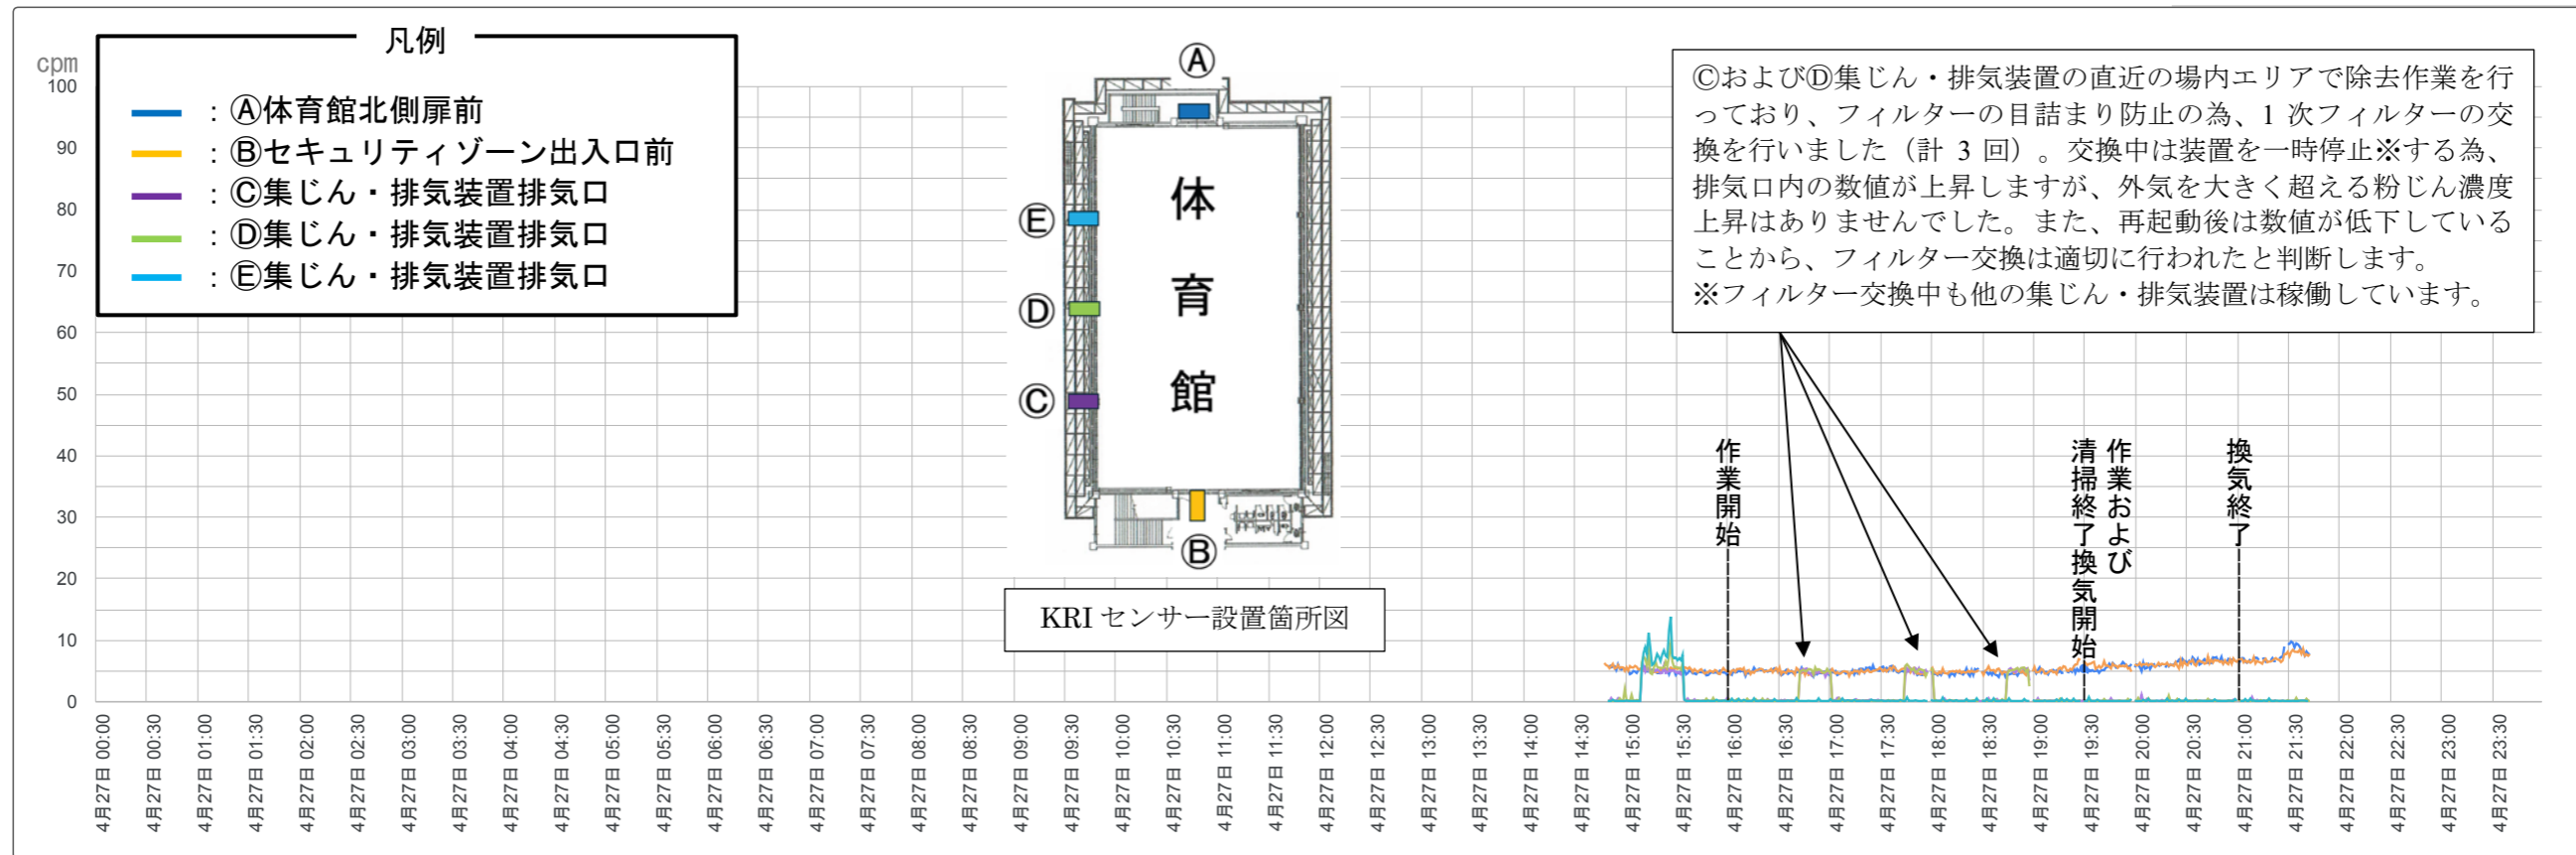 凡例
：Ⓐ体育館北側扉前
：Ⓑセキュリティゾーン出入口前
：Ⓒ集じん・排気装置排気口
：Ⓓ集じん・排気装置排気口
：Ⓔ集じん・排気装置排気口
cpm
100
90
80
70
60
50
40
30
20
10
0
Ⓐ
Ⓔ
Ⓓ
Ⓒ
Ⓑ
体育館
KRI センサー設置箇所図
Ⓒおよびⓓ集じん・排気装置の直近の場内エリアで除去作業を行
っており、フィルターの目詰まり防止の為、1 次フィルターの交
換を行いました（計 3 回）。交換中は装置を一時停止※する為、
排気口内の数値が上昇しますが、外気を大きく超える粉じん濃度
上昇はありませんでした。また、再起動後は数値が低下している
ことから、フィルター交換は適切に行われたと判断します。
※フィルター交換中も他の集じん・排気装置は稼働しています。
作業開始
作業および
清掃終了換気開始
換気終了
4月27日 00:00
4月27日 00:30
4月27日 01:00
4月27日 01:30
4月27日 02:00
4月27日 02:30
4月27日 03:00
4月27日 03:30
4月27日 04:00
4月27日 04:30
4月27日 05:00
4月27日 05:30
4月27日 06:00
4月27日 06:30
4月27日 07:00
4月27日 07:30
4月27日 08:00
4月27日 08:30
4月27日 09:00
4月27日 09:30
4月27日 10:00
4月27日 10:30
4月27日 11:00
4月27日 11:30
4月27日 12:00
4月27日 12:30
4月27日 13:00
4月27日 13:30
4月27日 14:00
4月27日 14:30
4月27日 15:00
4月27日 15:30
4月27日 16:00
4月27日 16:30
4月27日 17:00
4月27日 17:30
4月27日 18:00
4月27日 18:30
4月27日 19:00
4月27日 19:30
4月27日 20:00
4月27日 20:30
4月27日 21:00
4月27日 21:30
4月27日 22:00
4月27日 22:30
4月27日 23:00
4月27日 23:30